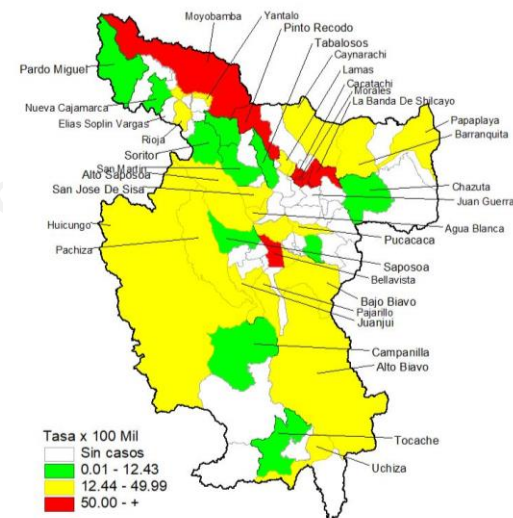 Moyobamba
Yantalo
Pinto Recodo
Tabalosos
Caynarachi
Lamas
Cacatachi
Morales
La Banda De Shilcayo
Papaplaya
Barranquita
Pardo Miguel
Nueva Cajamarca
Elias Soplin Vargas
Rioja
Soritor
San Martin
Alto Saposoa
San Jose De Sisa
Huicungo
Pachiza
Chazuta
Juan Guerra
Agua Blanca
Pucacaca
Saposoa
Bellavista
Bajo Biavo
Pajarillo
Juanjui
Campanilla
Alto Biavo
Tocache
Uchiza
Tasa x 100 Mil
Sin casos
0.01 - 12.43
12.44 - 49.99
50.00 - +